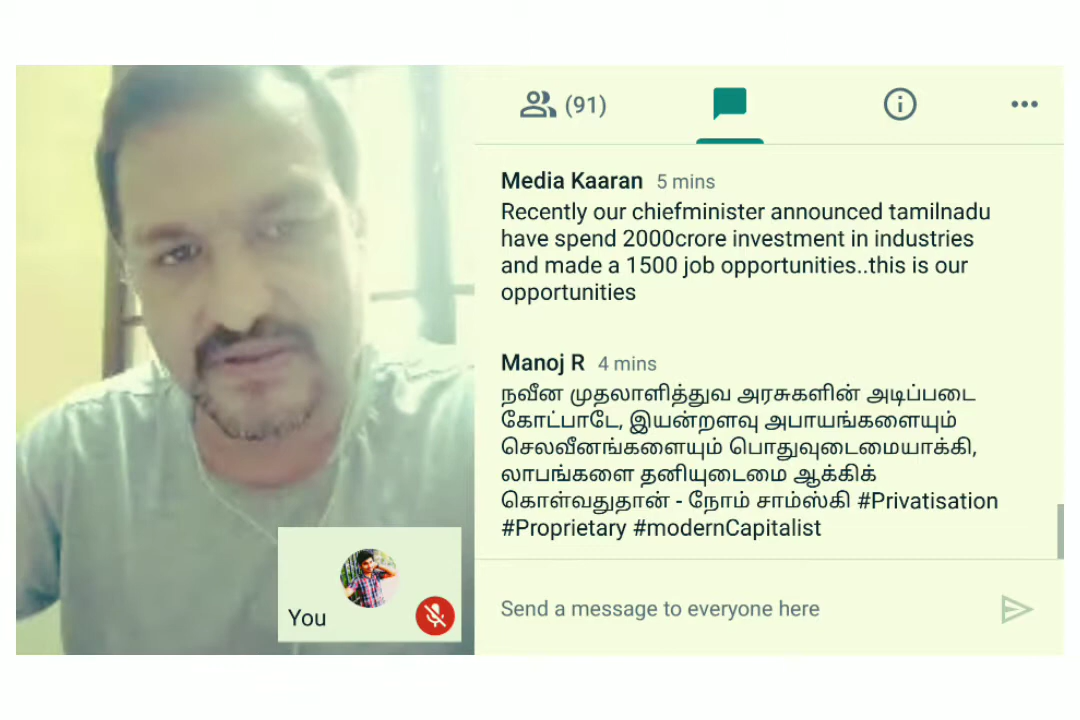 (91)
Media Kaaran 5 mins
Recently our chiefminister announced tamilnadu
have spend 2000crore investment in industries
and made a 1500 job opportunities..this is our
opportunities
Manoj R 4 mins
நவீன முதலாளித்துவ அரசுகளின் அடிப்படை
கோட்பாடே, இயன்றளவு அபாயங்களையும்
செலவீனங்களையும் பொதுவுடைமையாக்கி,
லாபங்களை தனியுடைமை ஆக்கிக்
கொள்வதுதான் - நோம் சாம்ஸ்கி #Privatisation
#Proprietary #modernCapitalist
You
Send a message to everyone here